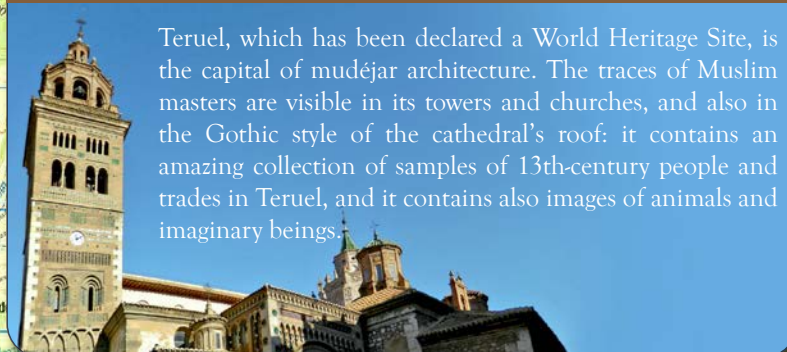 Teruel, which has been declared a World Heritage Site, is
the capital of mudéjar architecture. The traces of Muslim
masters are visible in its towers and churches, and also in
the Gothic style of the cathedral's roof: it contains an
amazing collection of samples of 13th-century people and
trades in Teruel, and it contains also images of animals and
imaginary beings.